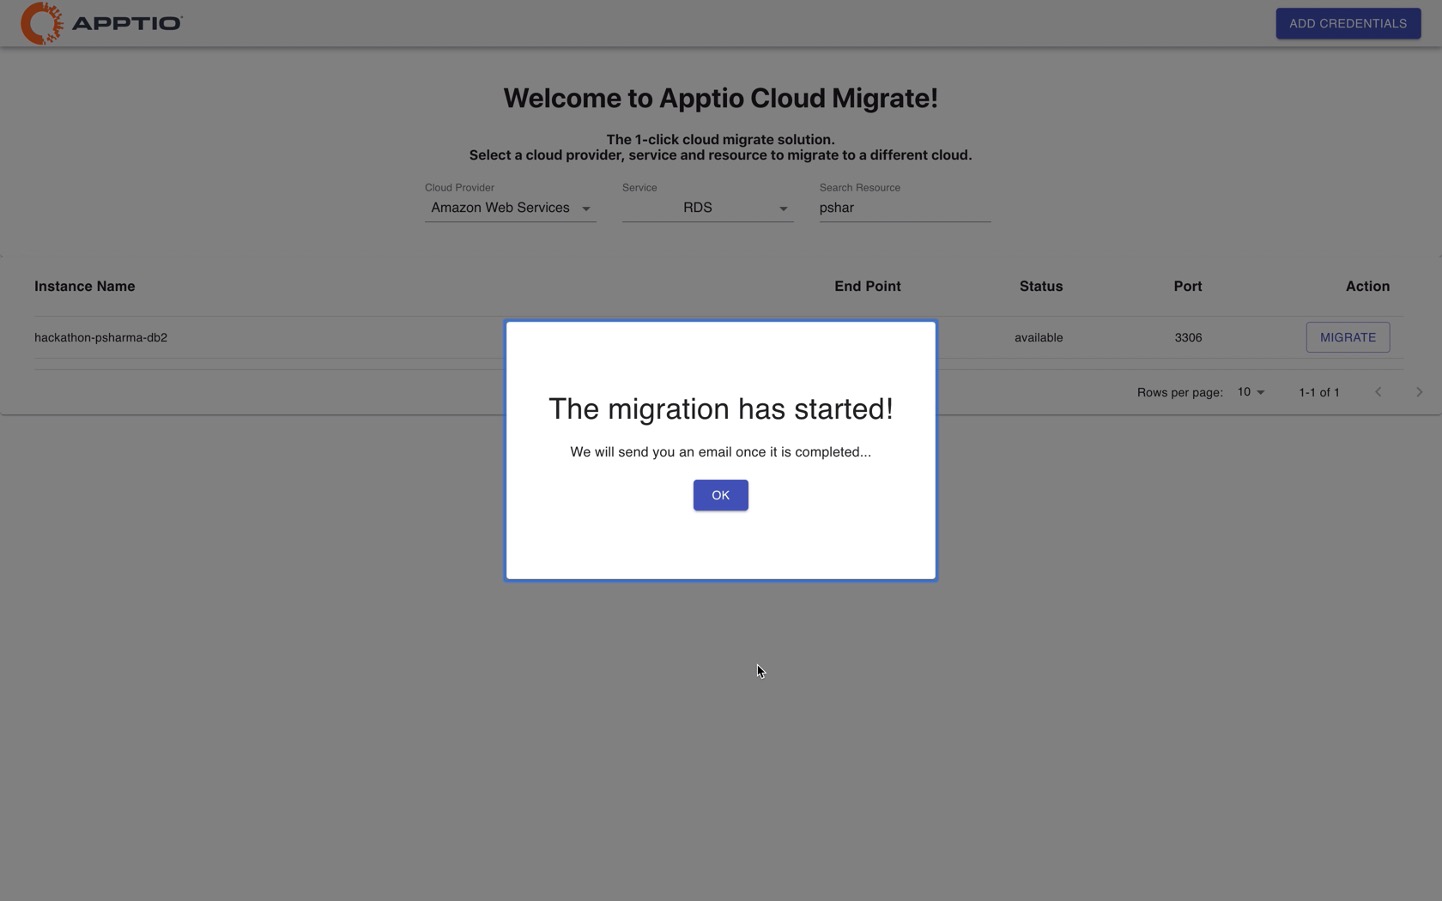 APPTIO
ADD CREDENTIALS
Welcome to Apptio Cloud Migrate!
The 1-click cloud migrate solution.
Select a cloud provider, service and resource to migrate to a different cloud.
Cloud Provider Service Search Resource
Amazon Web Services RDS pshar
Instance Name End Point Status Port Action
hackathon-psharma-db2 available 3306 MIGRATE
Rows per page: 10 1-1 of 1
The migration has started!
We will send you an email once it is completed...
OK